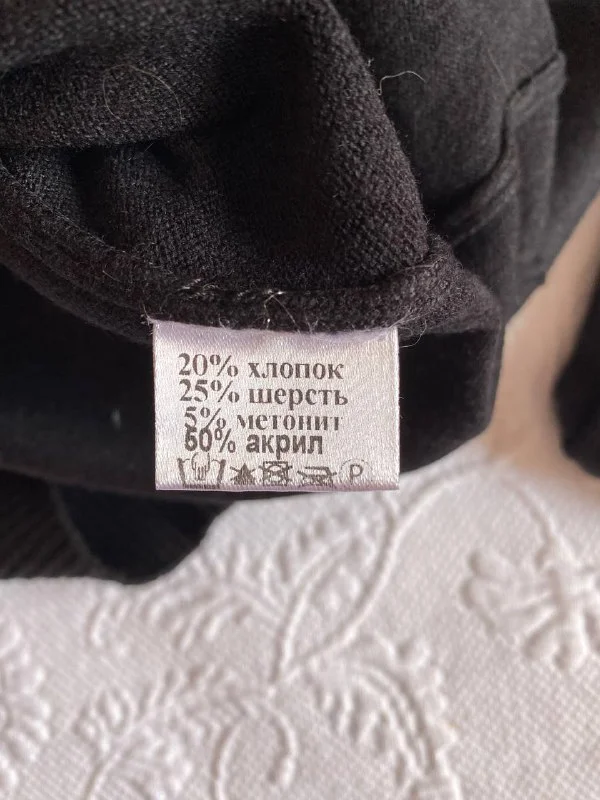 20% хлопок
25% шерсть
5% метонит
50% акрил
P